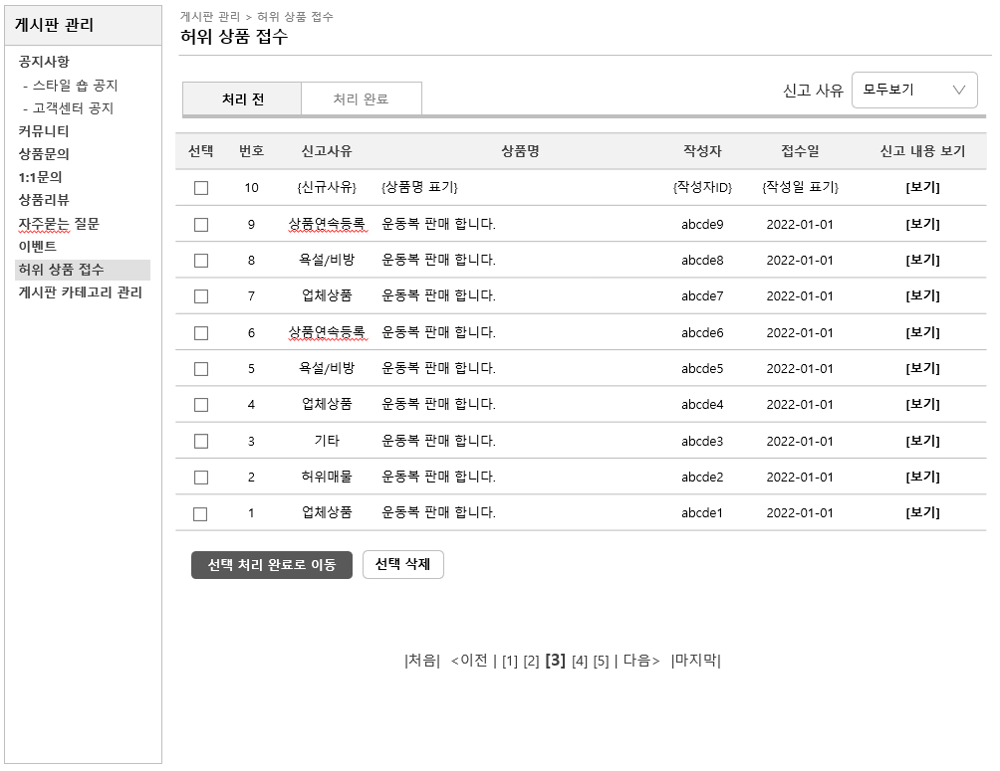 게시판 관리
공지사항
- 스타일 숍 공지
- 고객센터 공지
커뮤니티
상품문의
1:1문의
상품리뷰
자주묻는 질문
이벤트
허위 상품 접수
게시판 카테고리 관리
게시판 관리 > 허위 상품 접수
허위 상품 접수
처리 전 처리 완료 신고 사유 모두보기
선택 번호 신고사유 상품명 작성자 접수일 신고 내용 보기
10 {신규사유} {상품명 표기} {작성자ID} {작성일 표기} [보기]
9 상품연속등록 운동복 판매 합니다. abcde9 2022-01-01 [보기]
8 욕설/비방 운동복 판매 합니다. abcde8 2022-01-01 [보기]
7 업체상품 운동복 판매 합니다. abcde7 2022-01-01 [보기]
6 상품연속등록 운동복 판매 합니다. abcde6 2022-01-01 [보기]
5 욕설/비방 운동복 판매 합니다. abcde5 2022-01-01 [보기]
4 업체상품 운동복 판매 합니다. abcde4 2022-01-01 [보기]
3 기타 운동복 판매 합니다. abcde3 2022-01-01 [보기]
2 허위매물 운동복 판매 합니다. abcde2 2022-01-01 [보기]
1 업체상품 운동복 판매 합니다. abcde1 2022-01-01 [보기]
선택 처리 완료로 이동 선택 삭제
|처음| <이전 | [1] [2] [3] [4] [5] | 다음> |마지막|